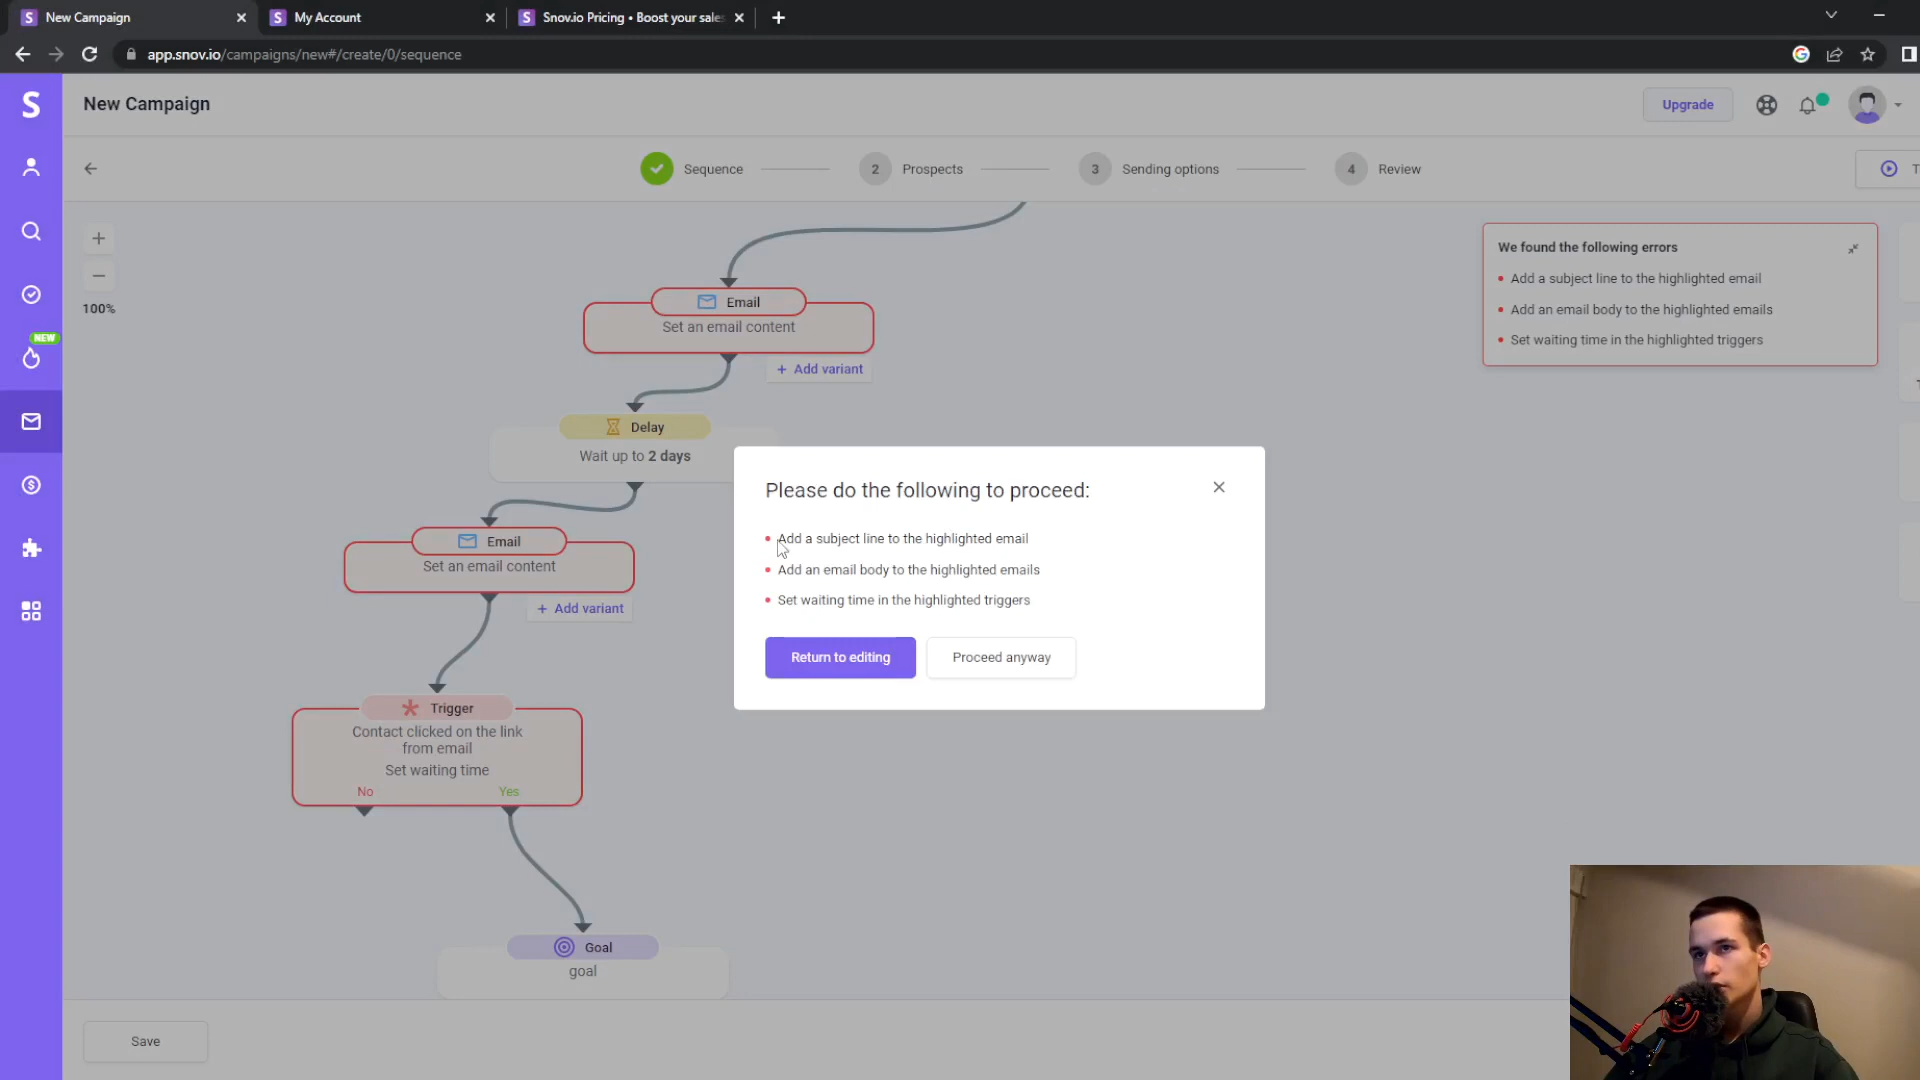 New Campaign
My Account
Snov.io Pricing • Boost your sales
app.snov.io/campaigns/new#/create/0/sequence
S
New Campaign
Upgrade
Sequence
2 Prospects
3 Sending options
4 Review
T
100%
NEW
We found the following errors
Add a subject line to the highlighted email
Add an email body to the highlighted emails
Set waiting time in the highlighted triggers
Email
Set an email content
+ Add variant
Delay
Wait up to 2 days
Email
Set an email content
+ Add variant
Trigger
Contact clicked on the link
from email
Set waiting time
No Yes
Goal
goal
Please do the following to proceed:
Add a subject line to the highlighted email
Add an email body to the highlighted emails
Set waiting time in the highlighted triggers
Return to editing
Proceed anyway
Save